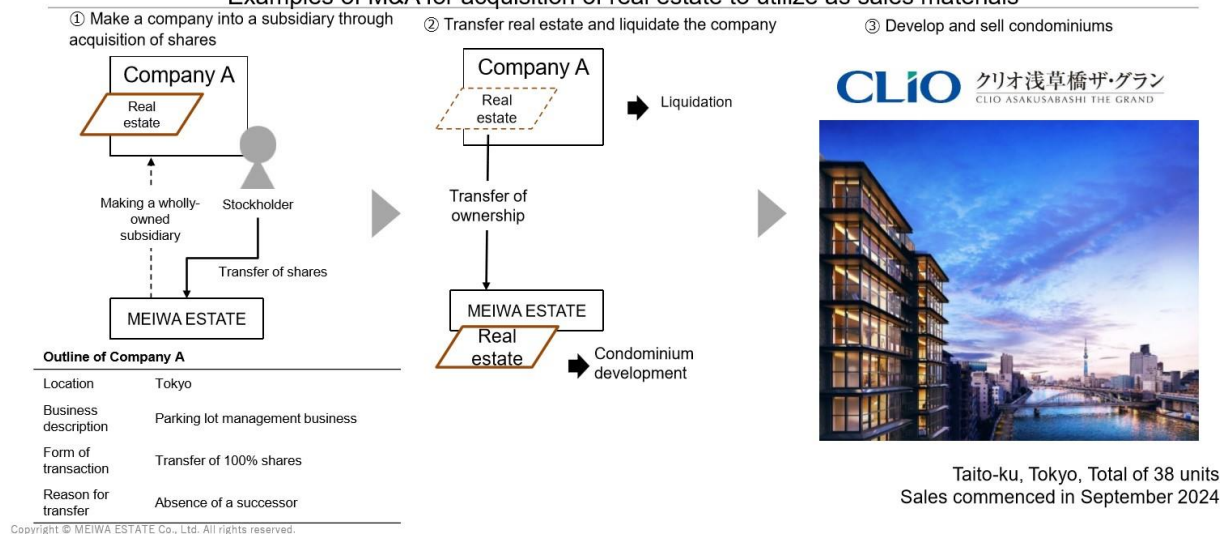 Examples of M&A for acquisition of real estate to utilize as sales materials
① Make a company into a subsidiary through
acquisition of shares
Company A
Real
estate
Making a wholly-
owned
subsidiary
Stockholder
Transfer of shares
MEIWA ESTATE
Outline of Company A
Location Tokyo
Business
description Parking lot management business
Form of
transaction Transfer of 100% shares
Reason for
transfer Absence of a successor
② Transfer real estate and liquidate the company
Company A
Real
estate
Liquidation
Transfer of
ownership
MEIWA ESTATE
Real
estate
Condominium
development
③ Develop and sell condominiums
CLiO クリオ浅草橋ザ・グラン
CLIO ASAKUSABASHI THE GRAND
Taito-ku, Tokyo, Total of 38 units
Sales commenced in September 2024
Copyright © MEIWA ESTATE Co., Ltd. All rights reserved.